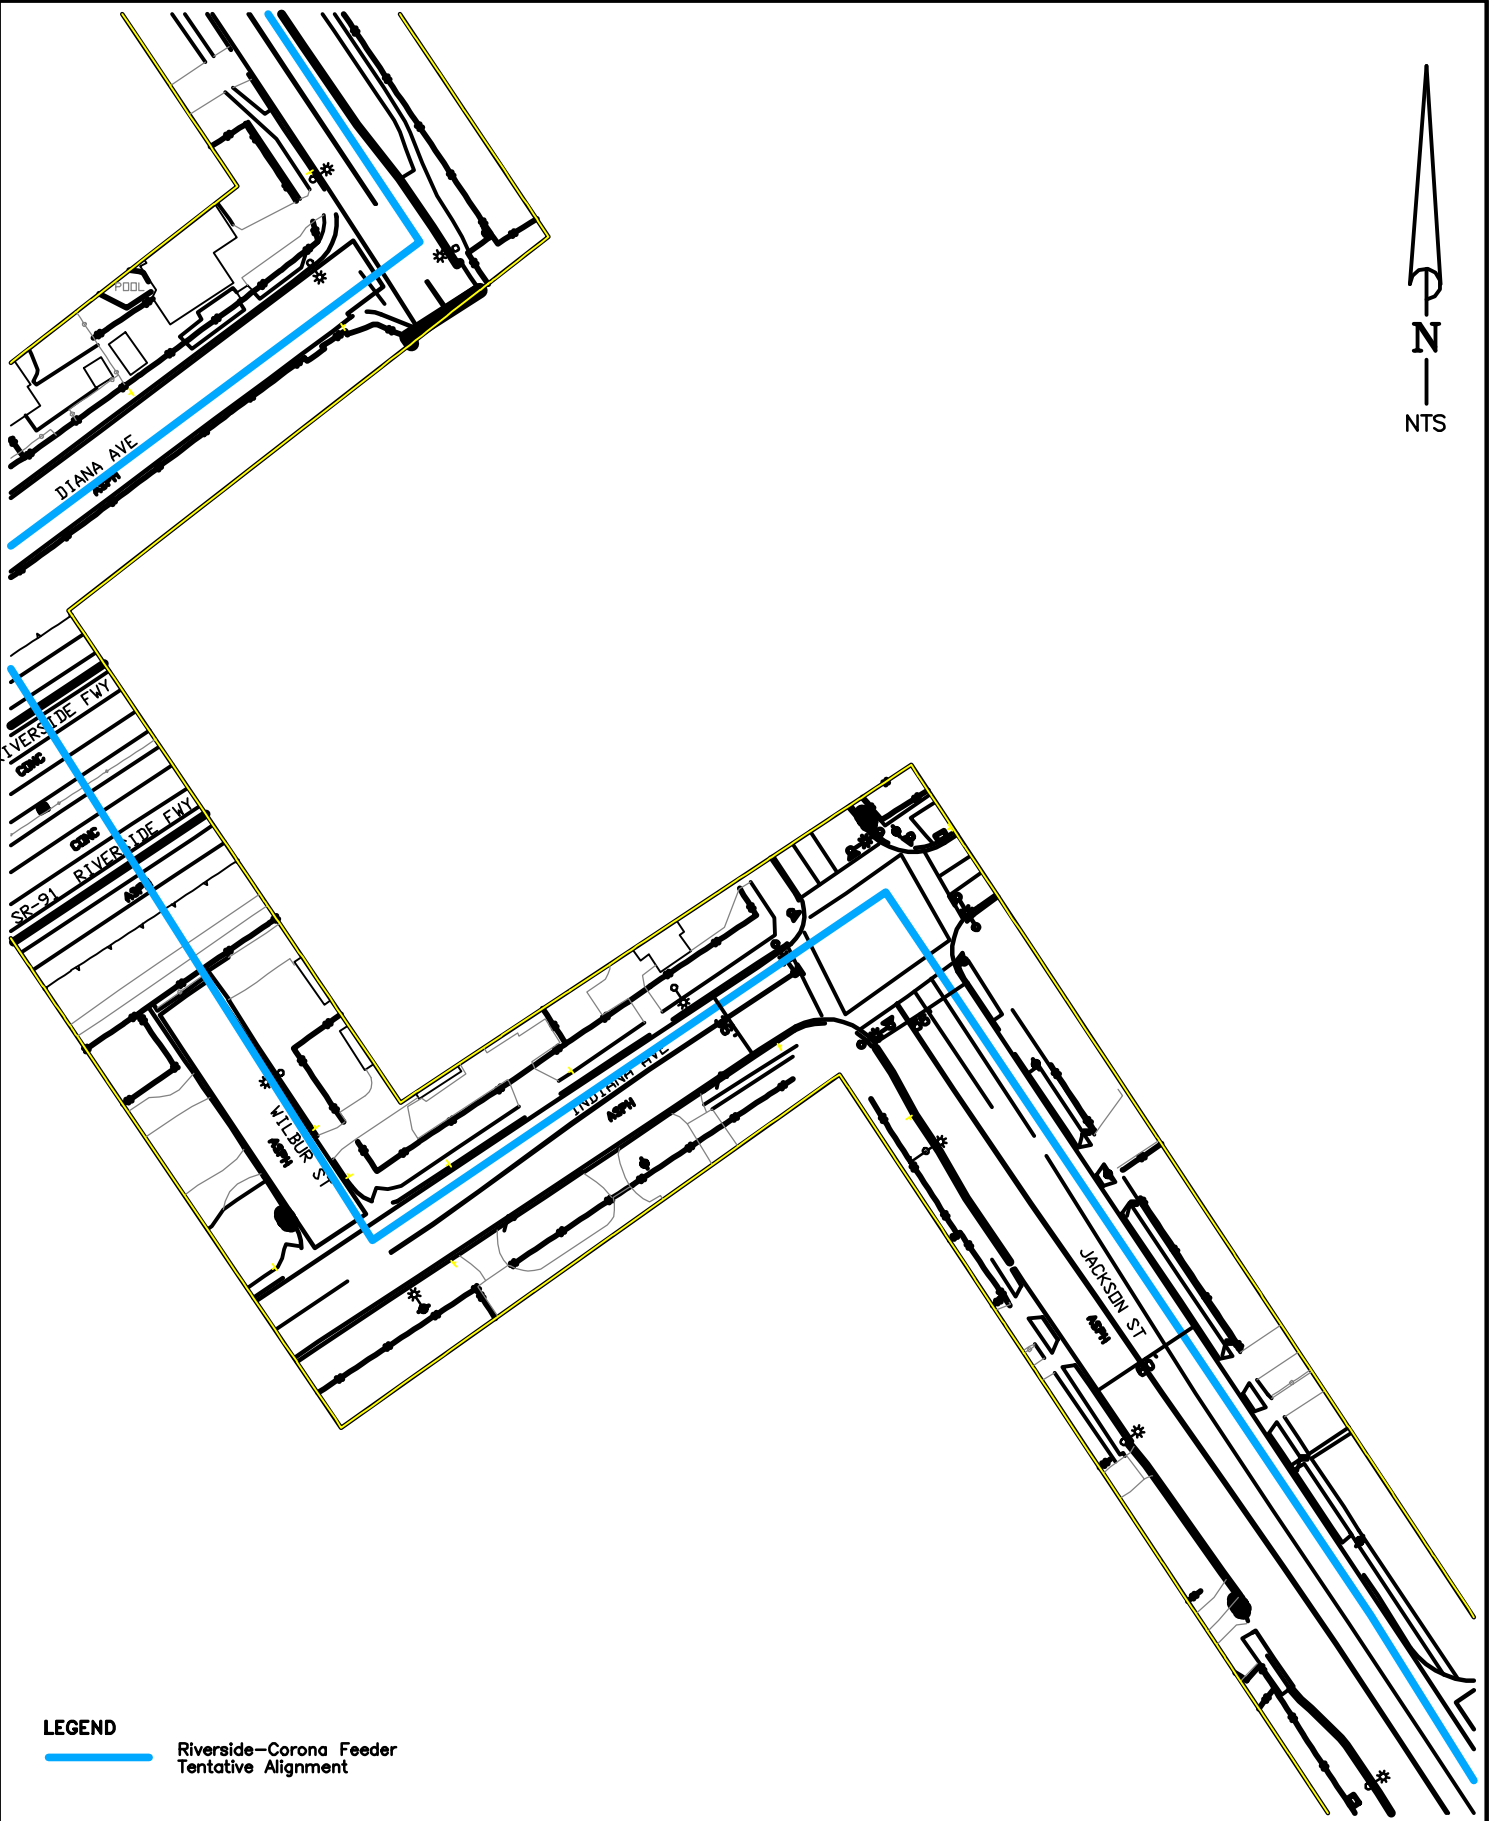 POOL
N
NTS
DIANA AVE
ASPH
RIVERSIDE FWY
CONC
CONC
SR-91 RIVERSIDE FWY
ASPH
WILBUR ST
ASPH
INDIANA AVE
ASPH
JACKSON ST
ASPH
LEGEND
Riverside-Corona Feeder
Tentative Alignment